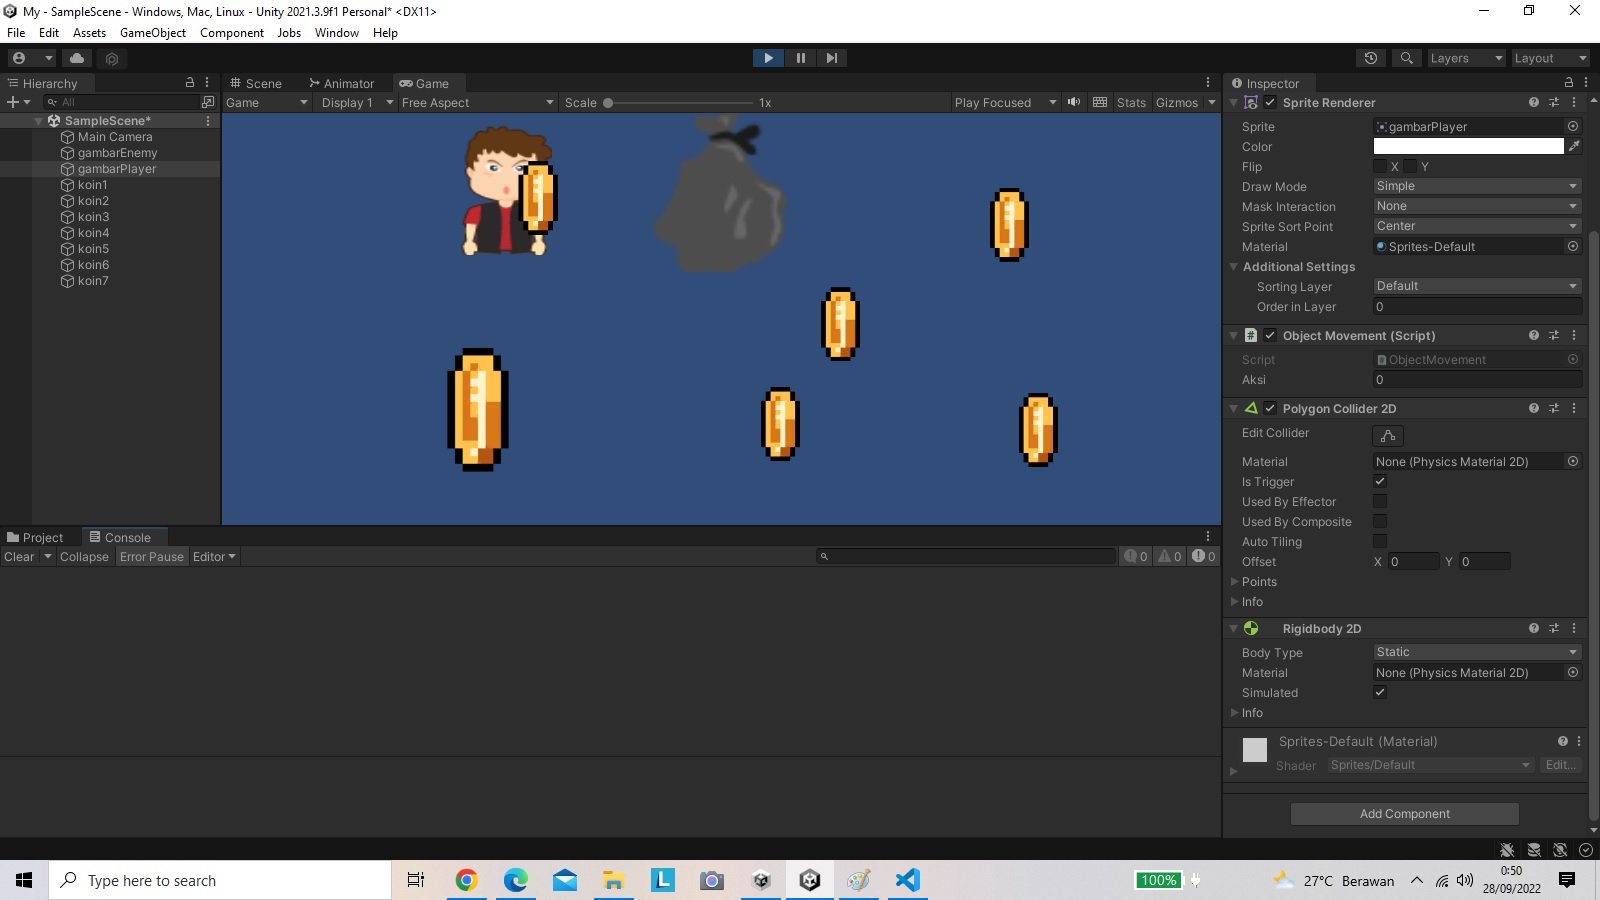 My - SampleScene - Windows, Mac, Linux - Unity 2021.3.9f1 Personal* <DX11>
File Edit Assets GameObject Component Jobs Window Help
Layers Layout
Hierarchy
All
SampleScene*
Main Camera
gambarEnemy
gambarPlayer
koin1
koin2
koin3
koin4
koin5
koin6
koin7
Scene Animator Game
Game Display 1 Free Aspect Scale 1x Play Focused Stats Gizmos
Project Console
Clear Collapse Error Pause Editor 0 0 0
Inspector
Sprite Renderer
Sprite gambarPlayer
Color
Flip X Y
Draw Mode Simple
Mask Interaction None
Sprite Sort Point Center
Material Sprites-Default
Additional Settings
Sorting Layer Default
Order in Layer 0
Object Movement (Script)
Script ObjectMovement
Aksi 0
Polygon Collider 2D
Edit Collider
Material None (Physics Material 2D)
Is Trigger
Used By Effector
Used By Composite
Auto Tiling
Offset X 0 Y 0
Points
Info
Rigidbody 2D
Body Type Static
Material None (Physics Material 2D)
Simulated
Info
Sprites-Default (Material)
Shader Sprites/Default Edit...
Add Component
Type here to search
100%
27°C Berawan
0:50
28/09/2022